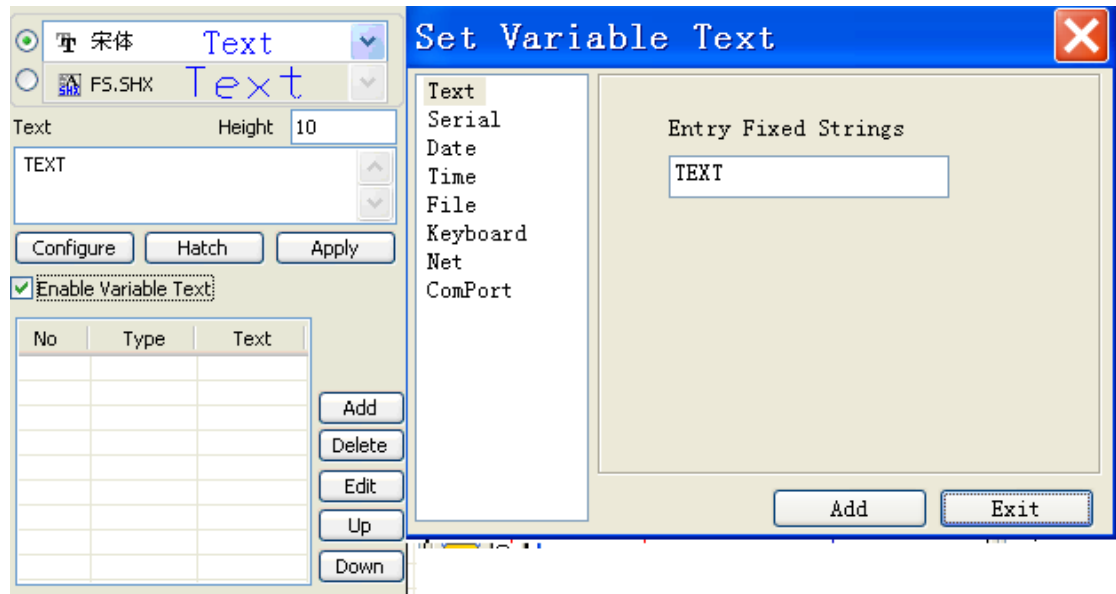 宋体 Text
FS.SHX Text
Text Height 10
TEXT
Configure Hatch Apply
Enable Variable Text
No Type Text
Add
Delete
Edit
Up
Down
Set Variable Text
Text
Serial
Date
Time
File
Keyboard
Net
ComPort
Entry Fixed Strings
TEXT
Add Exit